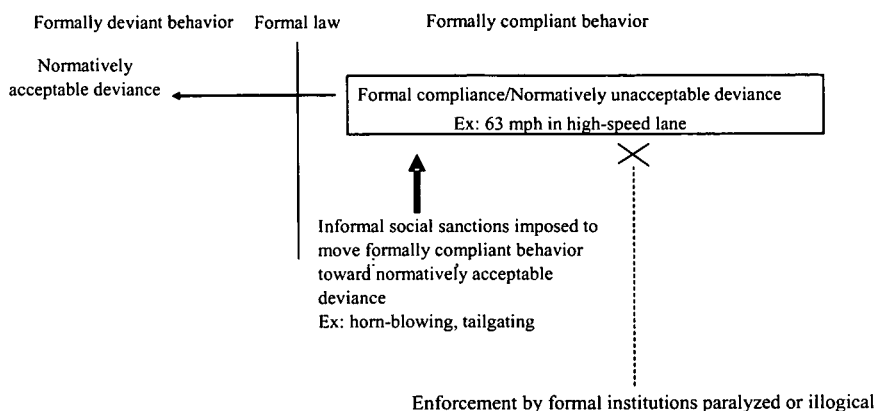 Formally deviant behavior Formal law Formally compliant behavior
Normatively
acceptable deviance
Formal compliance/Normatively unacceptable deviance
Ex: 63 mph in high-speed lane
Informal social sanctions imposed to
move formally compliant behavior
toward normatively acceptable
deviance
Ex: horn-blowing, tailgating
Enforcement by formal institutions paralyzed or illogical